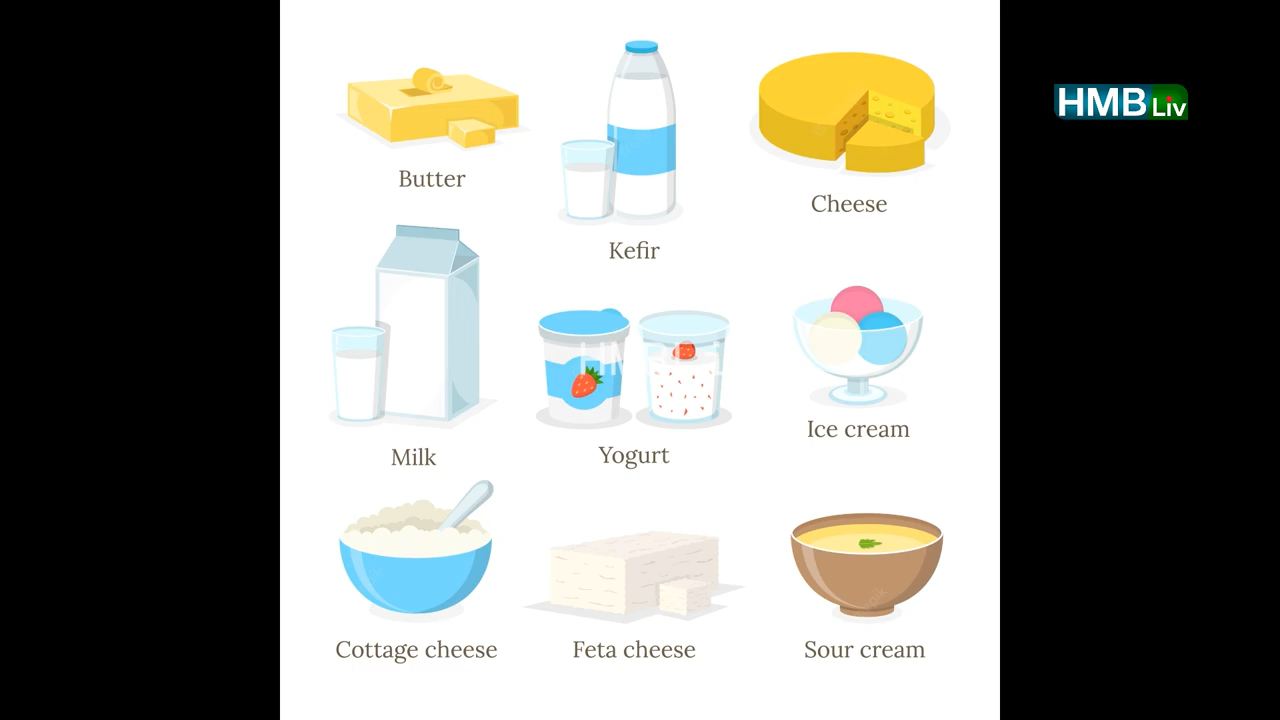 HMB Liv
Butter
Kefir
Cheese
Milk
Yogurt
Ice cream
Cottage cheese
Feta cheese
Sour cream